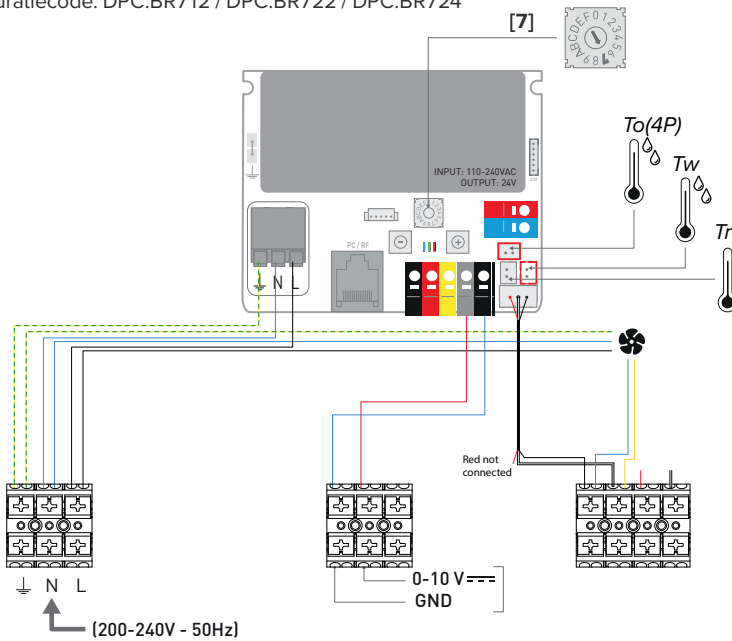 uratiecode: DPC.BR712 / DPC.BR722 / DPC.BR724
[7]
To(4P)
Tw
Tr
INPUT: 110-240VAC
OUTPUT: 24V
PC / RF
N L
Red not
connected
N L
(200-240V - 50Hz)
0-10 V
GND